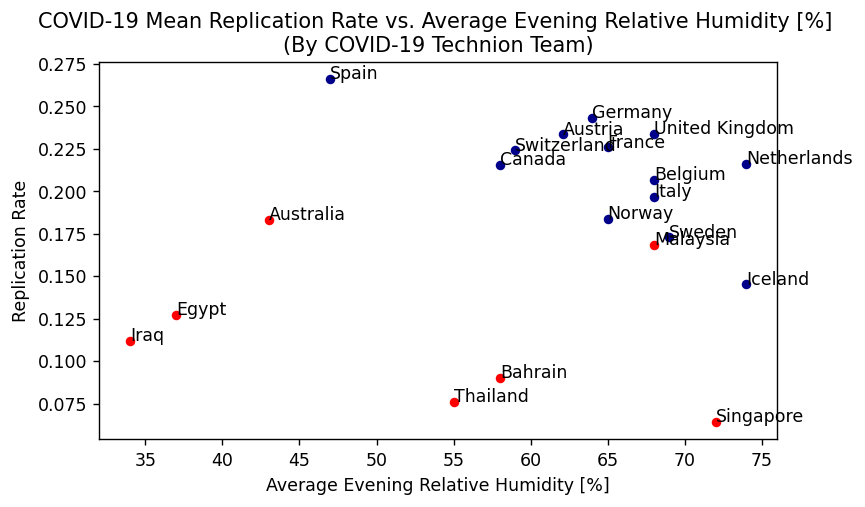 COVID-19 Mean Replication Rate vs. Average Evening Relative Humidity [%]
(By COVID-19 Technion Team)
0.275
0.250
0.225
0.200
0.175
0.150
0.125
0.100
0.075
Replication Rate
Spain
Germany
Austria
United Kingdom
France
Switzerland
Canada
Netherlands
Belgium
Italy
Norway
Australia
Sweden
Malaysia
Iceland
Egypt
Iraq
Bahrain
Thailand
Singapore
35
40
45
50
55
60
65
70
75
Average Evening Relative Humidity [%]